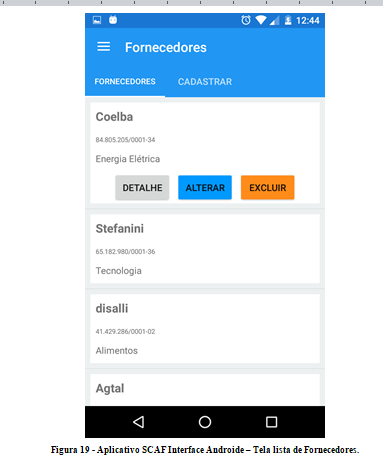 12:44
Fornecedores
FORNECEDORES CADASTRAR
Coelba
84.805.205/0001-34
Energia Elétrica
DETALHE ALTERAR EXCLUIR
Stefanini
65.182.980/0001-36
Tecnologia
disalli
41.429.286/0001-02
Alimentos
Agtal
Figura 19 - Aplicativo SCAF Interface Androide – Tela lista de Fornecedores.